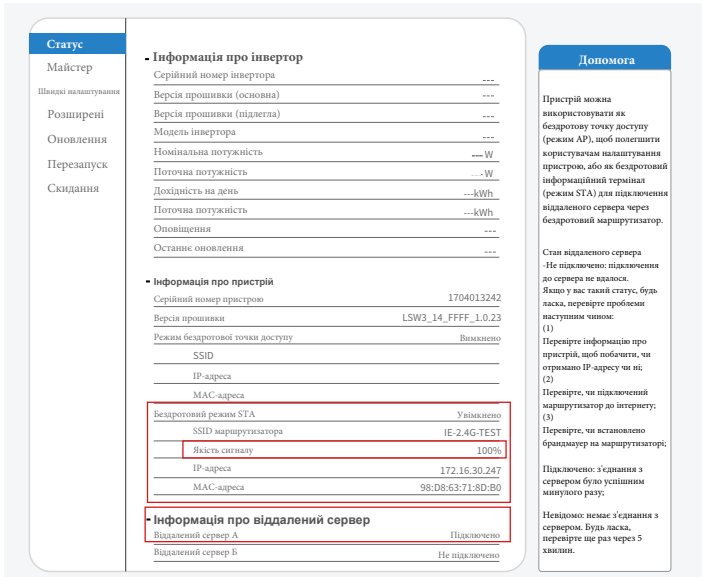 Статус
Майстер
Швидкі налаштування
Розширені
Оновлення
Перезапуск
Скидання
- Інформація про інвертор
Серійний номер інвертора ---
Версія прошивки (основна) ---
Версія прошивки (підлегла) ---
Модель інвертора ---
Номінальна потужність --- W
Поточна потужність --- W
Дохідність на день ---kWh
Поточна потужність ---kWh
Оповіщення ---
Останнє оновлення ---
- Інформація про пристрій
Серійний номер пристрою 1704013242
Версія прошивки LSW3_14_FFFF_1.0.23
Режим бездротової точки доступу Вимкнено
SSID
IP-адреса
MAC-адреса
Бездротовий режим STA Увімкнено
SSID маршрутизатора IE-2.4G-TEST
Якість сигналу 100%
IP-адреса 172.16.30.247
MAC-адреса 98:D8:63:71:8D:B0
- Інформація про віддалений сервер
Віддалений сервер А Підключено
Віддалений сервер Б Не підключено
Допомога
Пристрій можна
використовувати як
бездротову точку доступу
(режим AP), щоб полегшити
користувачам налаштування
пристрою, або як бездротовий
інформаційний термінал
(режим STA) для підключення
віддаленого сервера через
бездротовий маршрутизатор.
Стан віддаленого сервера
-Не підключено: підключення
до сервера не вдалося.
Якщо у вас такий статус, будь
ласка, перевірте проблеми
наступним чином:
(1)
Перевірте інформацію про
пристрій, щоб побачити, чи
отримано IP-адресу чи ні;
(2)
Перевірте, чи підключений
маршрутизатор до інтернету;
(3)
Перевірте, чи встановлено
брандмауер на маршрутизаторі;
Підключено: з'єднання з
сервером було успішним
минулого разу;
Невідомо: немає з'єднання з
сервером. Будь ласка,
перевірте ще раз через 5
хвилин.